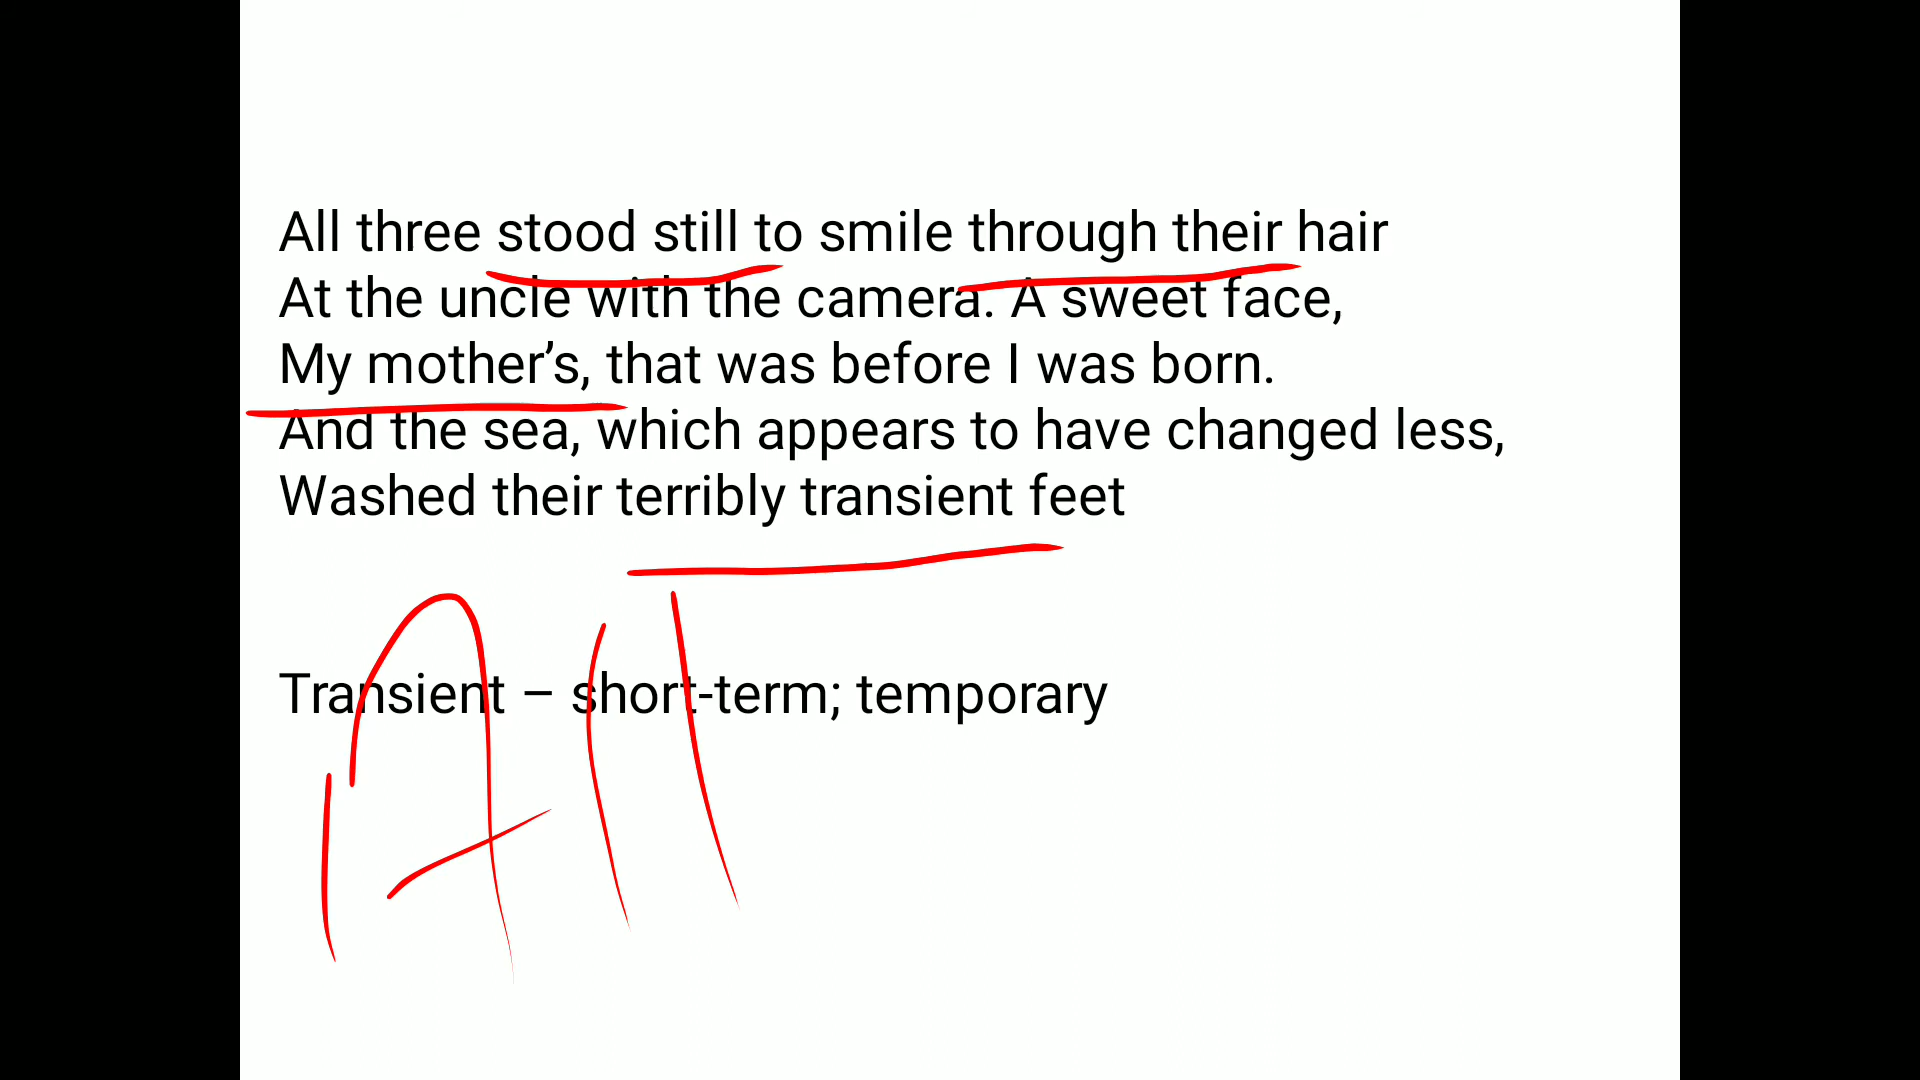 All three stood still to smile through their hair
At the uncle with the camera. A sweet face,
My mother’s, that was before I was born.
And the sea, which appears to have changed less,
Washed their terribly transient feet
Transient – short-term; temporary
All